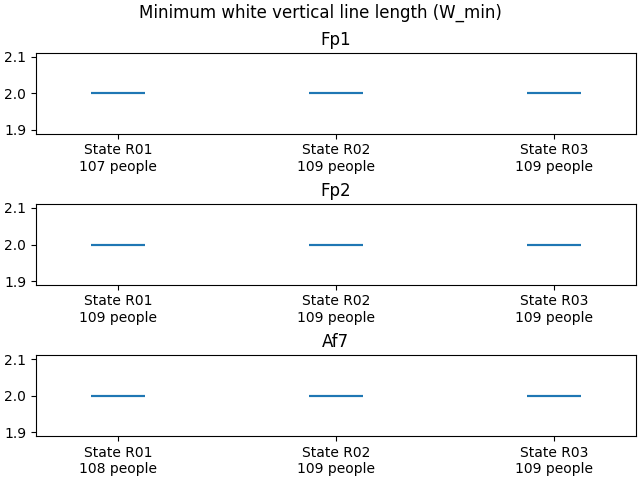 Minimum white vertical line length (W_min)
Fp1
2.1
2.0
1.9
State R01 State R02 State R03
107 people 109 people 109 people
Fp2
2.1
2.0
1.9
State R01 State R02 State R03
109 people 109 people 109 people
Af7
2.1
2.0
1.9
State R01 State R02 State R03
108 people 109 people 109 people